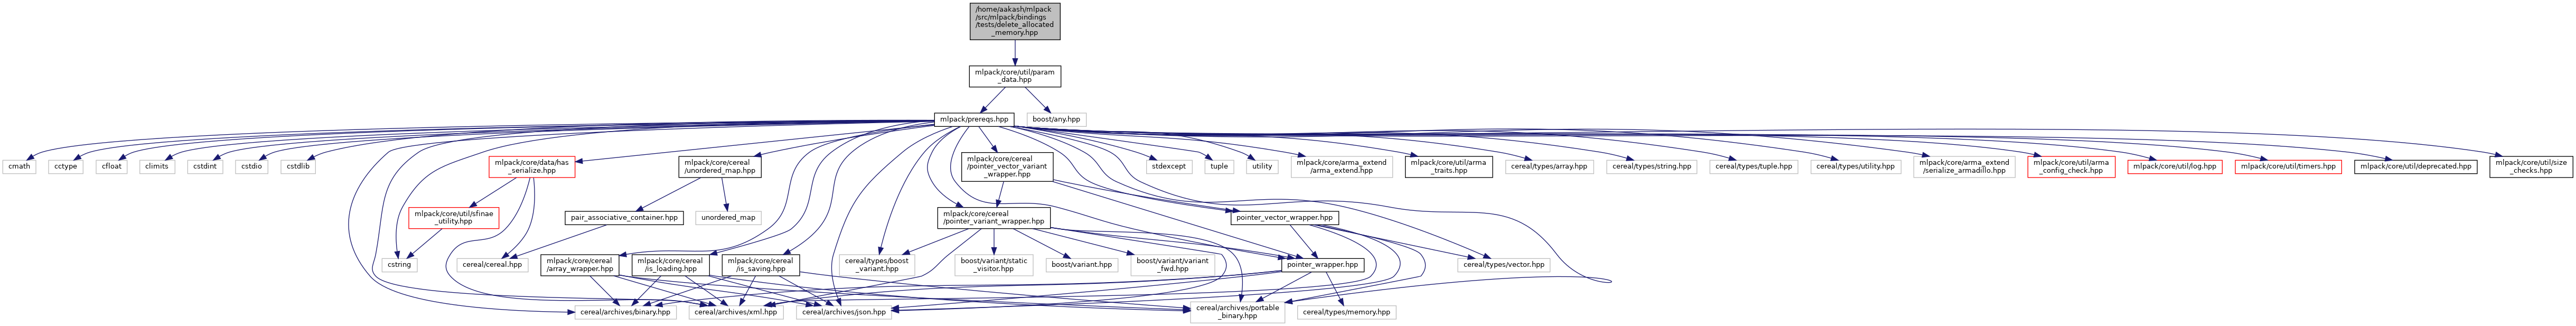 /home/aakash/mlpack
/src/mlpack/bindings
/tests/delete_allocated
_memory.hpp
mlpack/core/util/param
_data.hpp
mlpack/prereqs.hpp
boost/any.hpp
cmath
cctype
cfloat
climits
cstdint
cstdio
cstdlib
mlpack/core/data/has
_serialize.hpp
mlpack/core/cereal
/unordered_map.hpp
mlpack/core/cereal
/pointer_vector_variant
_wrapper.hpp
stdexcept
tuple
utility
mlpack/core/arma_extend
/arma_extend.hpp
mlpack/core/util/arma
_traits.hpp
cereal/types/array.hpp
cereal/types/string.hpp
cereal/types/tuple.hpp
cereal/types/utility.hpp
mlpack/core/arma_extend
/serialize_armadillo.hpp
mlpack/core/util/arma
_config_check.hpp
mlpack/core/util/log.hpp
mlpack/core/util/timers.hpp
mlpack/core/util/deprecated.hpp
mlpack/core/util/size
_checks.hpp
mlpack/core/util/sfinae
_utility.hpp
pair_associative_container.hpp
unordered_map
mlpack/core/cereal
/pointer_variant_wrapper.hpp
pointer_vector_wrapper.hpp
cstring
cereal/cereal.hpp
mlpack/core/cereal
/array_wrapper.hpp
mlpack/core/cereal
/is_loading.hpp
mlpack/core/cereal
/is_saving.hpp
cereal/types/boost
_variant.hpp
boost/variant/static
_visitor.hpp
boost/variant.hpp
boost/variant/variant
_fwd.hpp
pointer_wrapper.hpp
cereal/types/vector.hpp
cereal/archives/binary.hpp
cereal/archives/xml.hpp
cereal/archives/json.hpp
cereal/archives/portable
_binary.hpp
cereal/types/memory.hpp